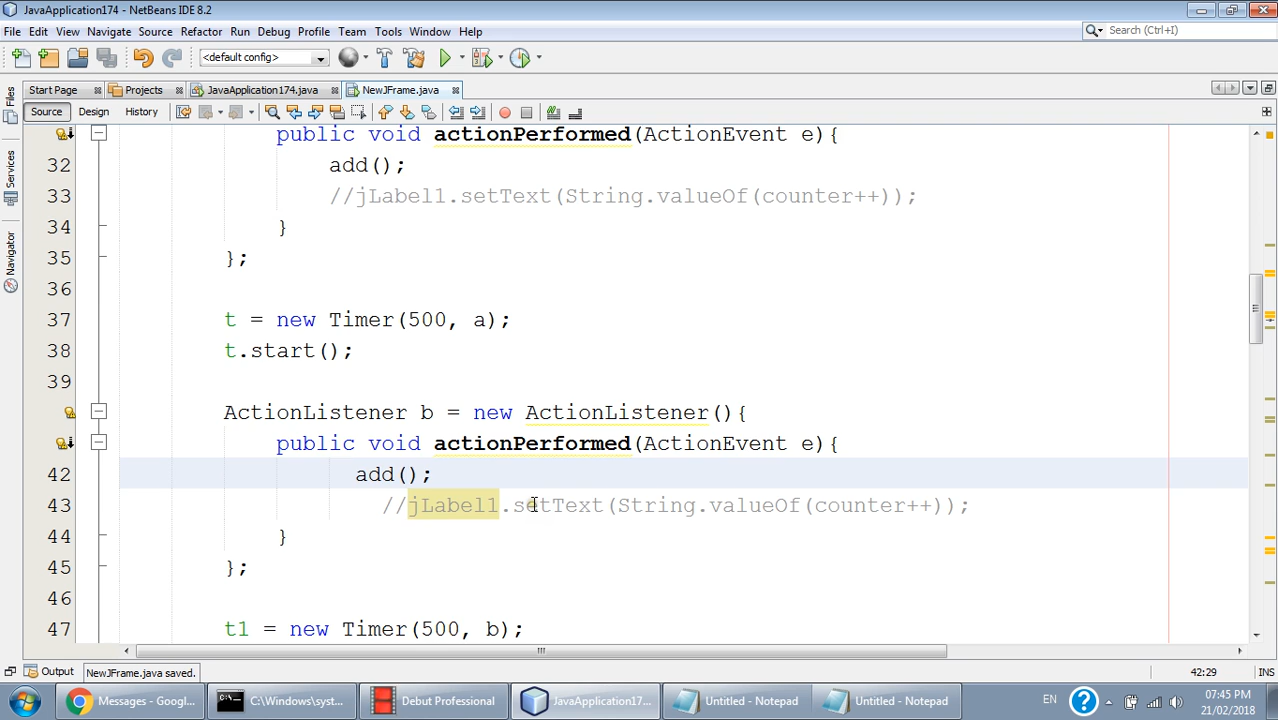 JavaApplication174 - NetBeans IDE 8.2
File Edit View Navigate Source Refactor Run Debug Profile Team Tools Window Help
Search (Ctrl+I)
<default config>
Start Page Projects JavaApplication174.java NewJFrame.java
Source Design History
Files
Services
Navigator
public void actionPerformed(ActionEvent e){
32 add();
33 //jLabel1.setText(String.valueOf(counter++));
34 }
35 };
36
37 t = new Timer(500, a);
38 t.start();
39
ActionListener b = new ActionListener(){
public void actionPerformed(ActionEvent e){
42 add();
43 //jLabel1.setText(String.valueOf(counter++));
44 }
45 };
46
47 t1 = new Timer(500, b);
Output NewJFrame.java saved. 42:29 INS
Messages - Googl... C:\Windows\syst... Debut Professional JavaApplication17... Untitled - Notepad Untitled - Notepad EN 07:45 PM
21/02/2018